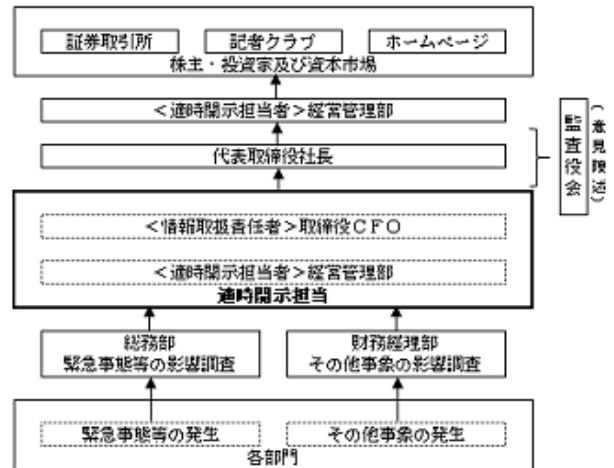 証券取引所
記者クラブ
ホームページ
株主・投資家及び資本市場
＜適時開示担当者＞経営管理部
代表取締役社長
監査役会
（意見陳述）
＜情報取扱責任者＞取締役ＣＦＯ
＜適時開示担当者＞経営管理部
適時開示担当
総務部
緊急事態等の影響調査
財務経理部
その他事象の影響調査
緊急事態等の発生
その他事象の発生
各部門